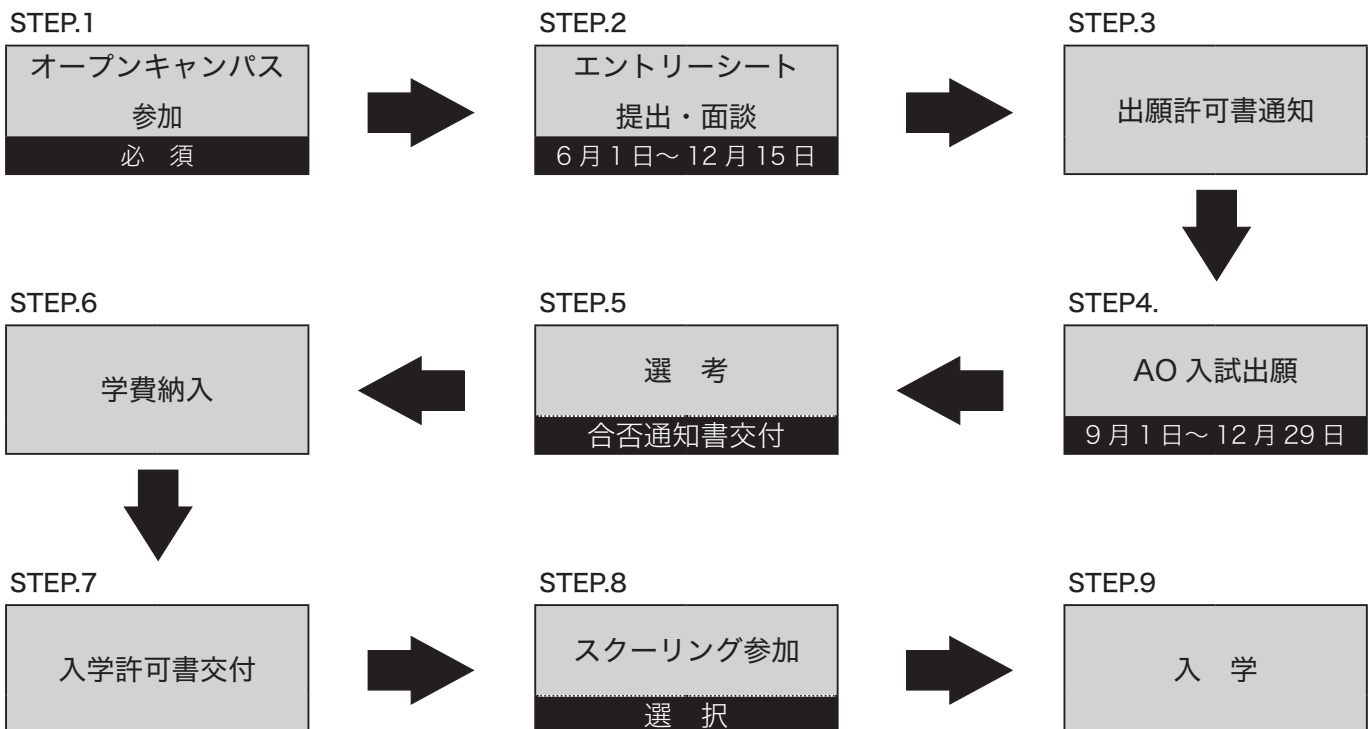 STEP.1
オープンキャンパス
参加
必　須
STEP.2
エントリーシート
提出・面談
6月1日〜12月15日
STEP.3
出願許可書通知
STEP4.
AO入試出願
9月1日〜12月29日
STEP.5
選　考
合否通知書交付
STEP.6
学費納入
STEP.7
入学許可書交付
STEP.8
スクーリング参加
選　択
STEP.9
入　学